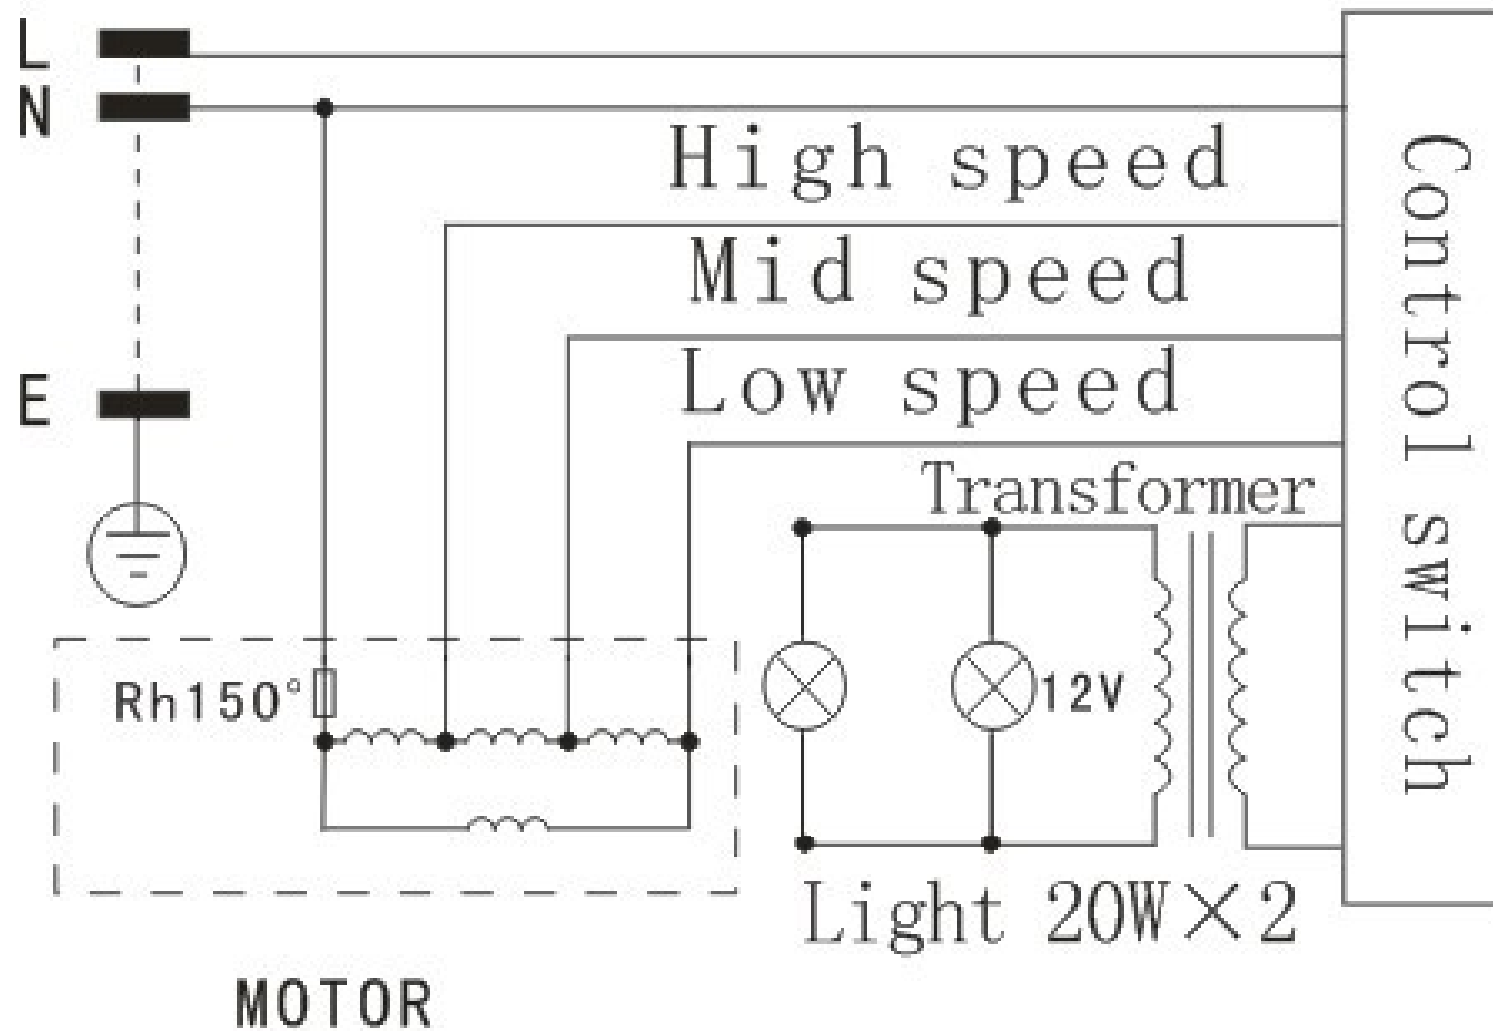 L
N
High speed
Mid speed
Low speed
E
Transformer
Control switch
Rh150°
12V
Light 20W×2
MOTOR